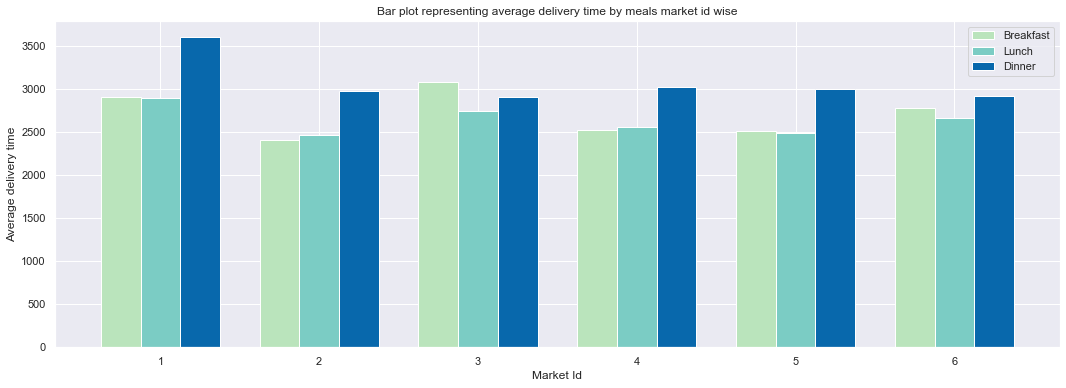 Bar plot representing average delivery time by meals market id wise
Breakfast
Lunch
Dinner
Average delivery time
3500
3000
2500
2000
1500
1000
500
0
1 2 3 4 5 6
Market Id